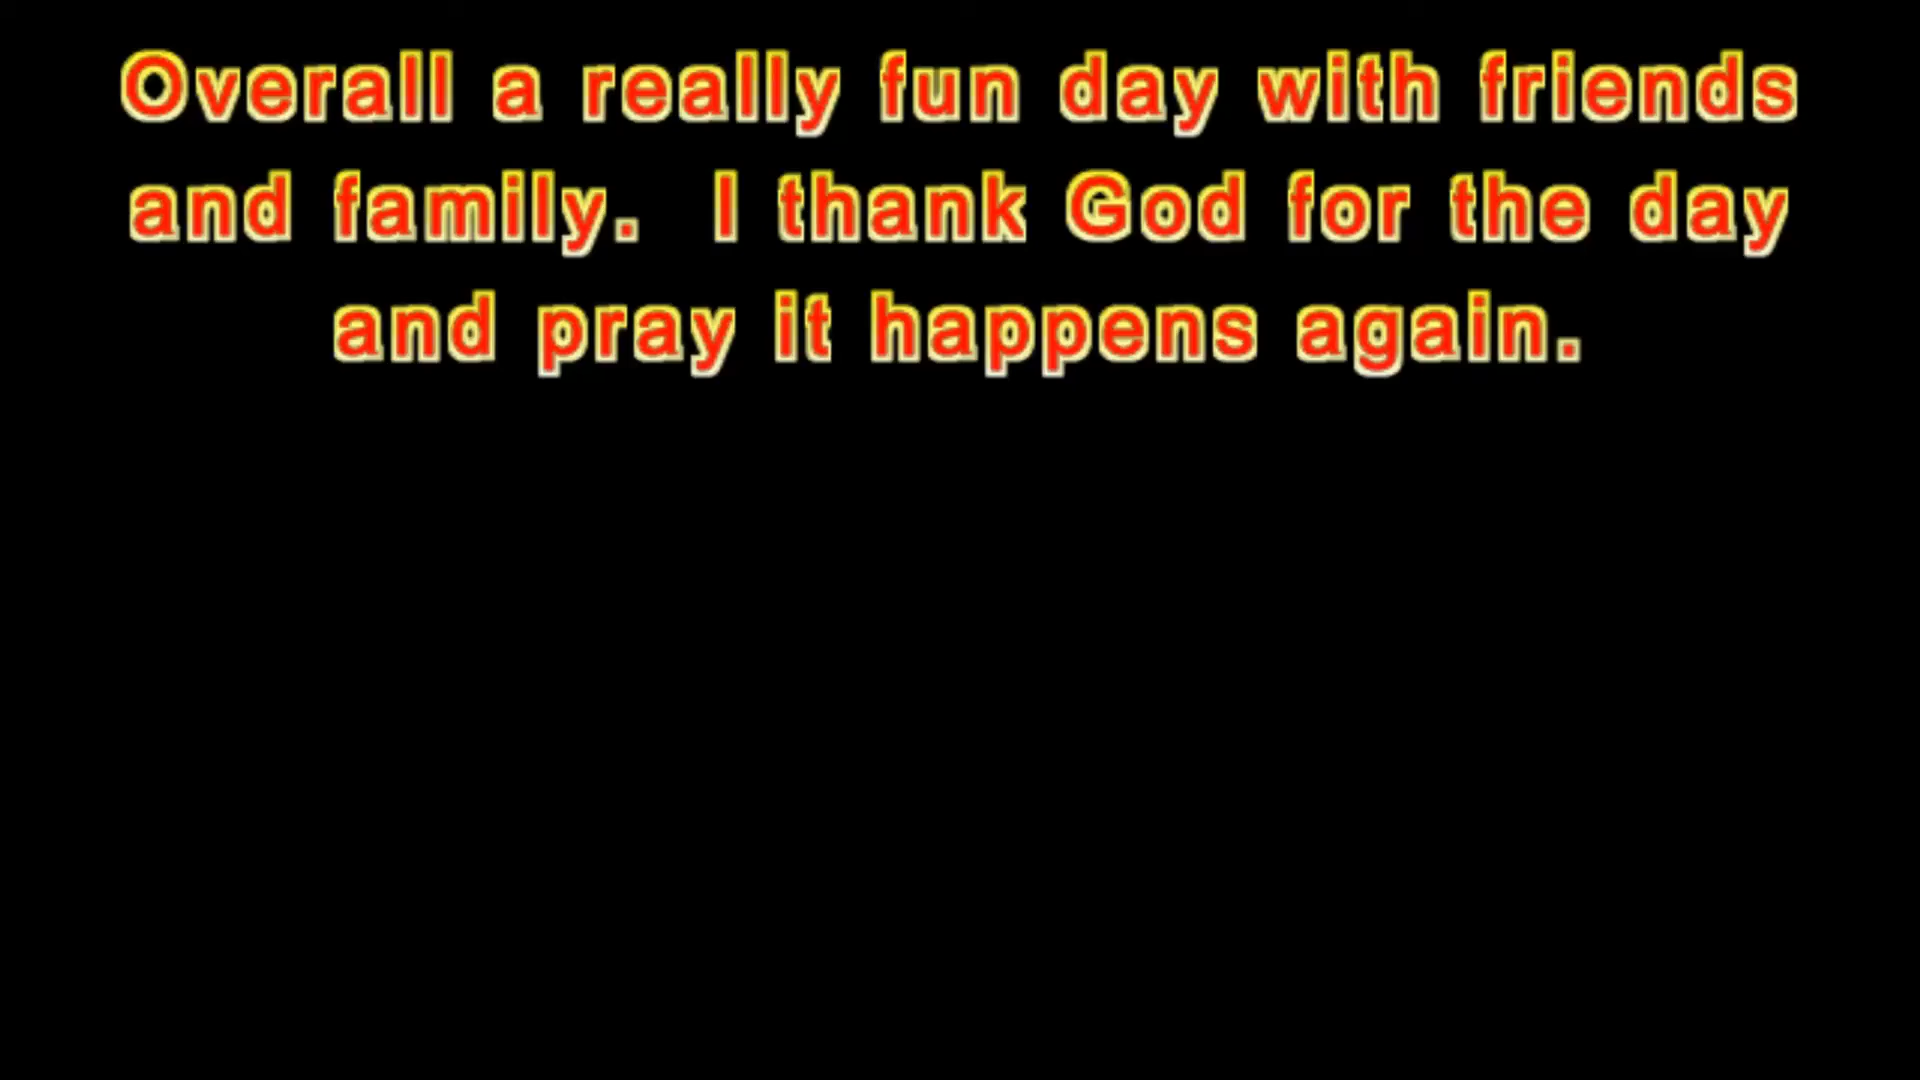 Overall a really fun day with friends
and family.  I thank God for the day
and pray it happens again.